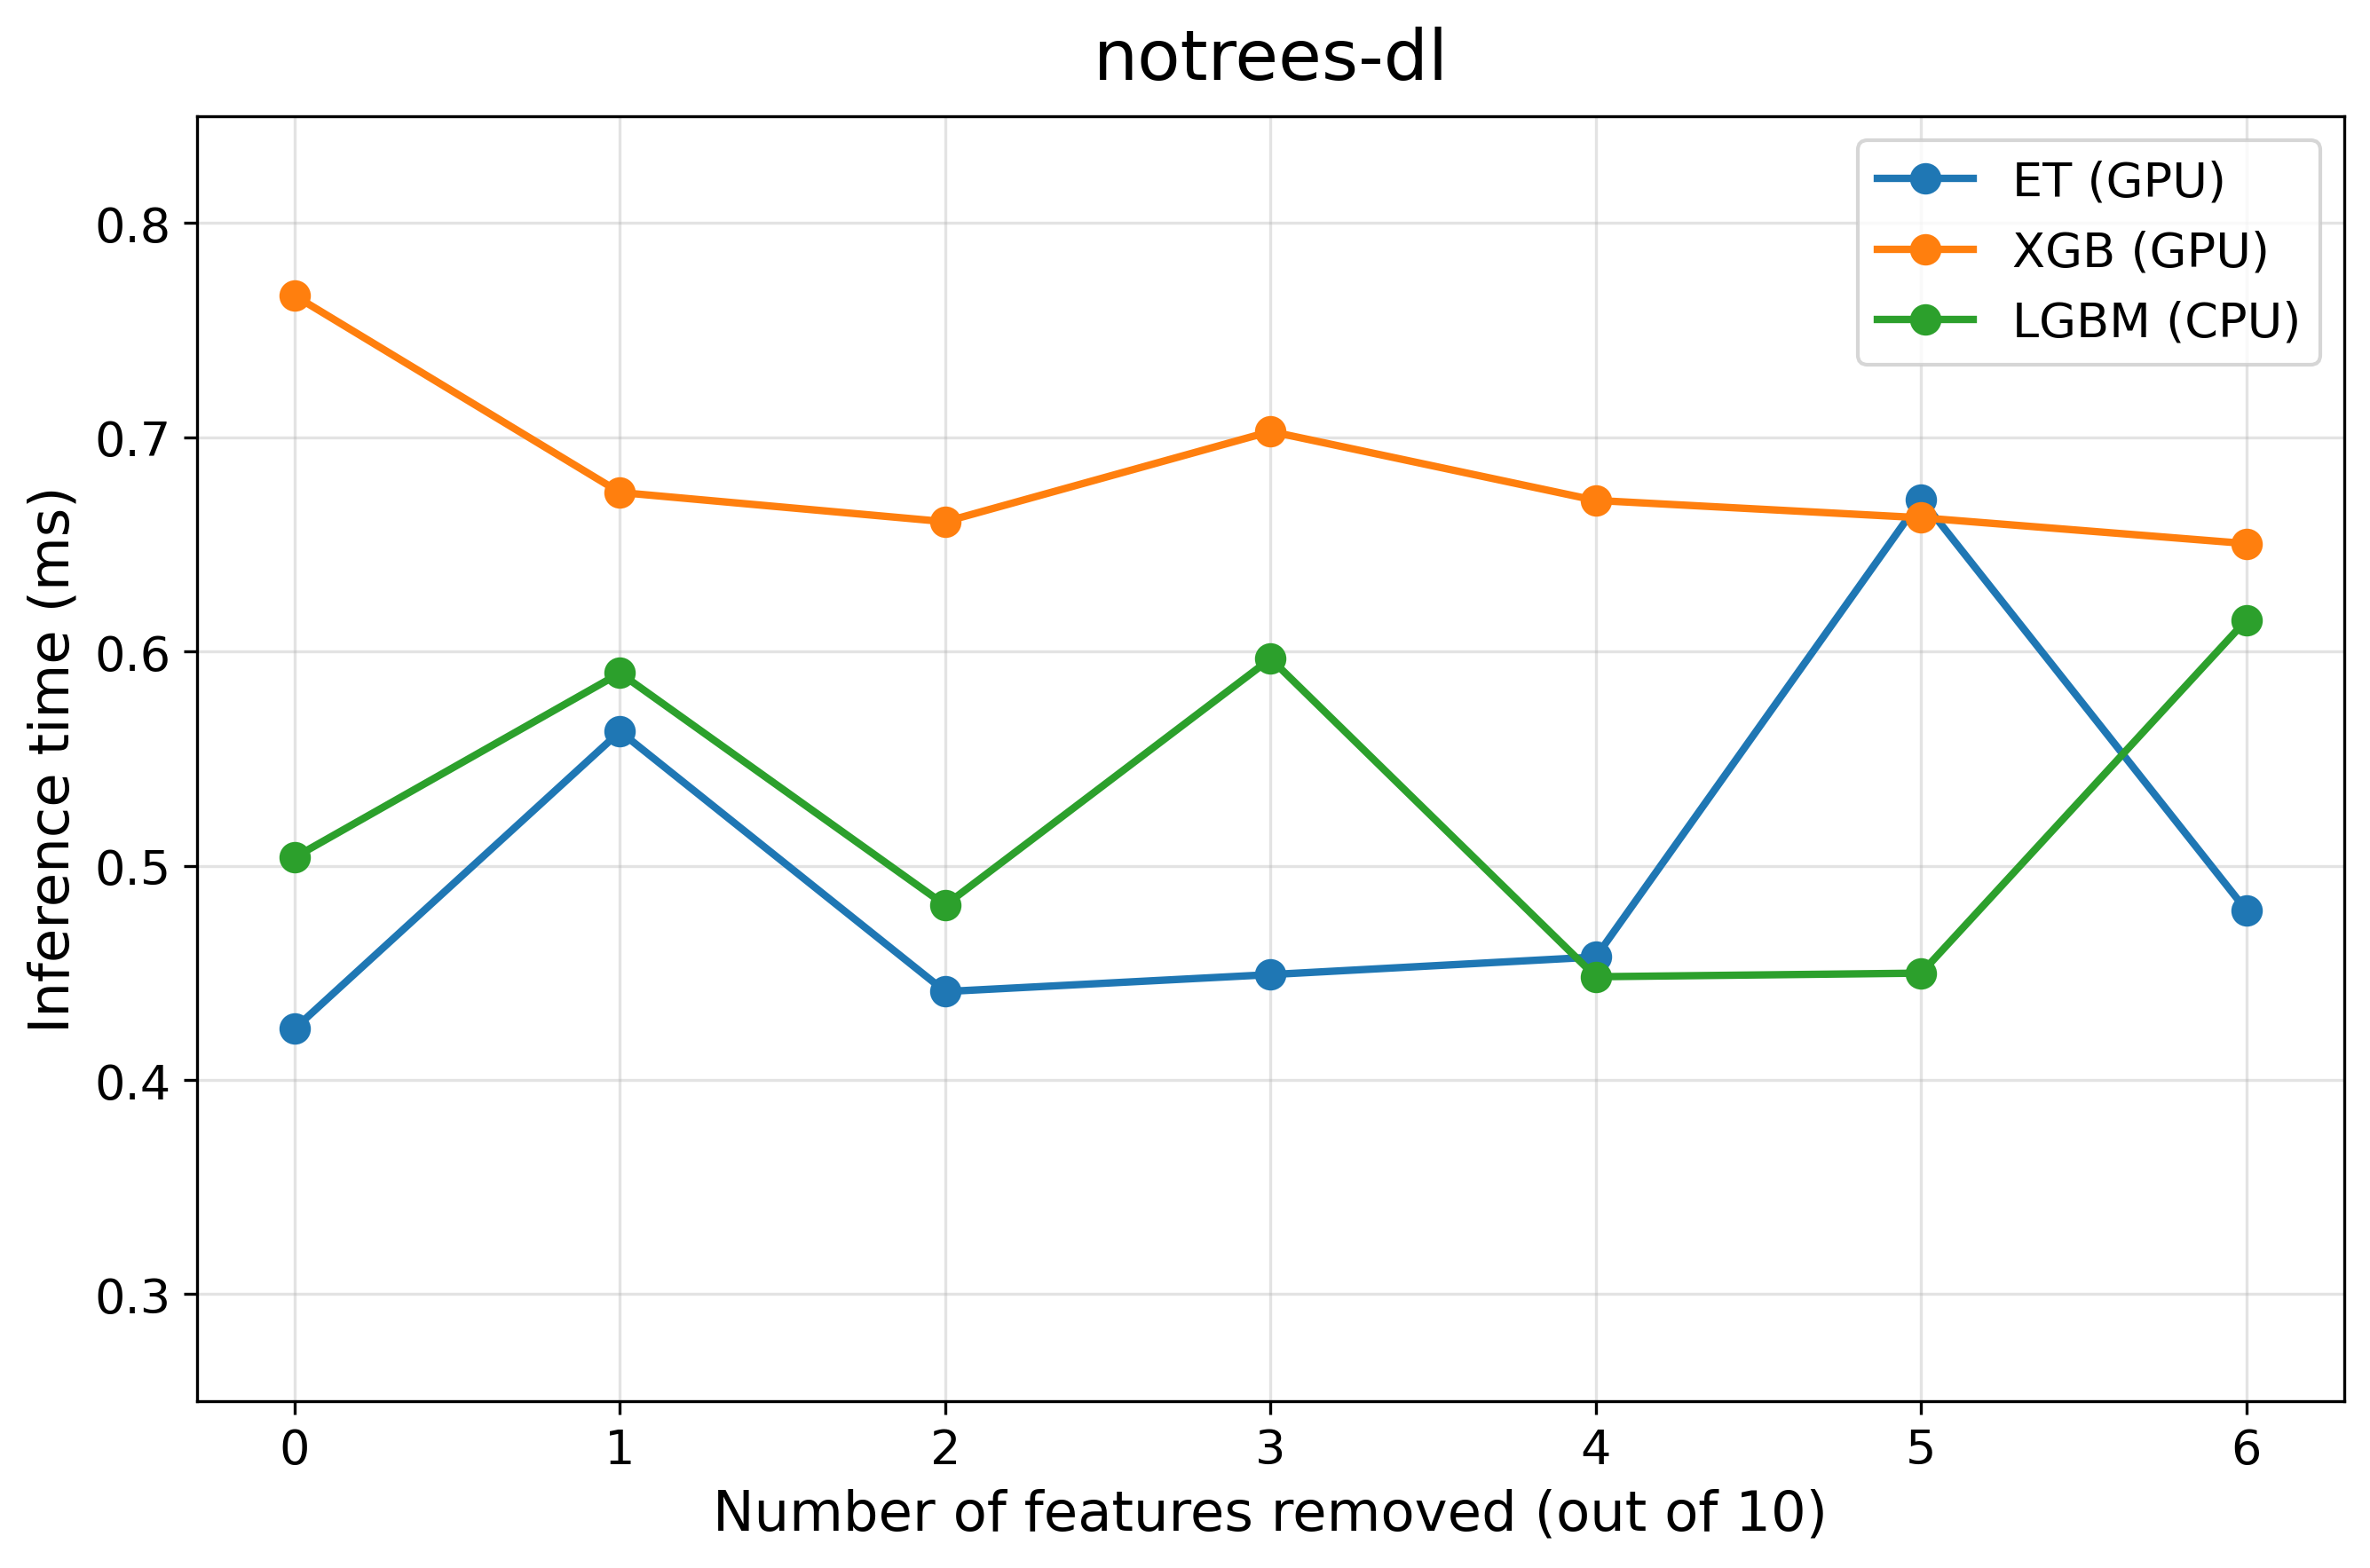 notrees-dl
ET (GPU)
XGB (GPU)
LGBM (CPU)
Inference time (ms)
0.8
0.7
0.6
0.5
0.4
0.3
0 1 2 3 4 5 6
Number of features removed (out of 10)